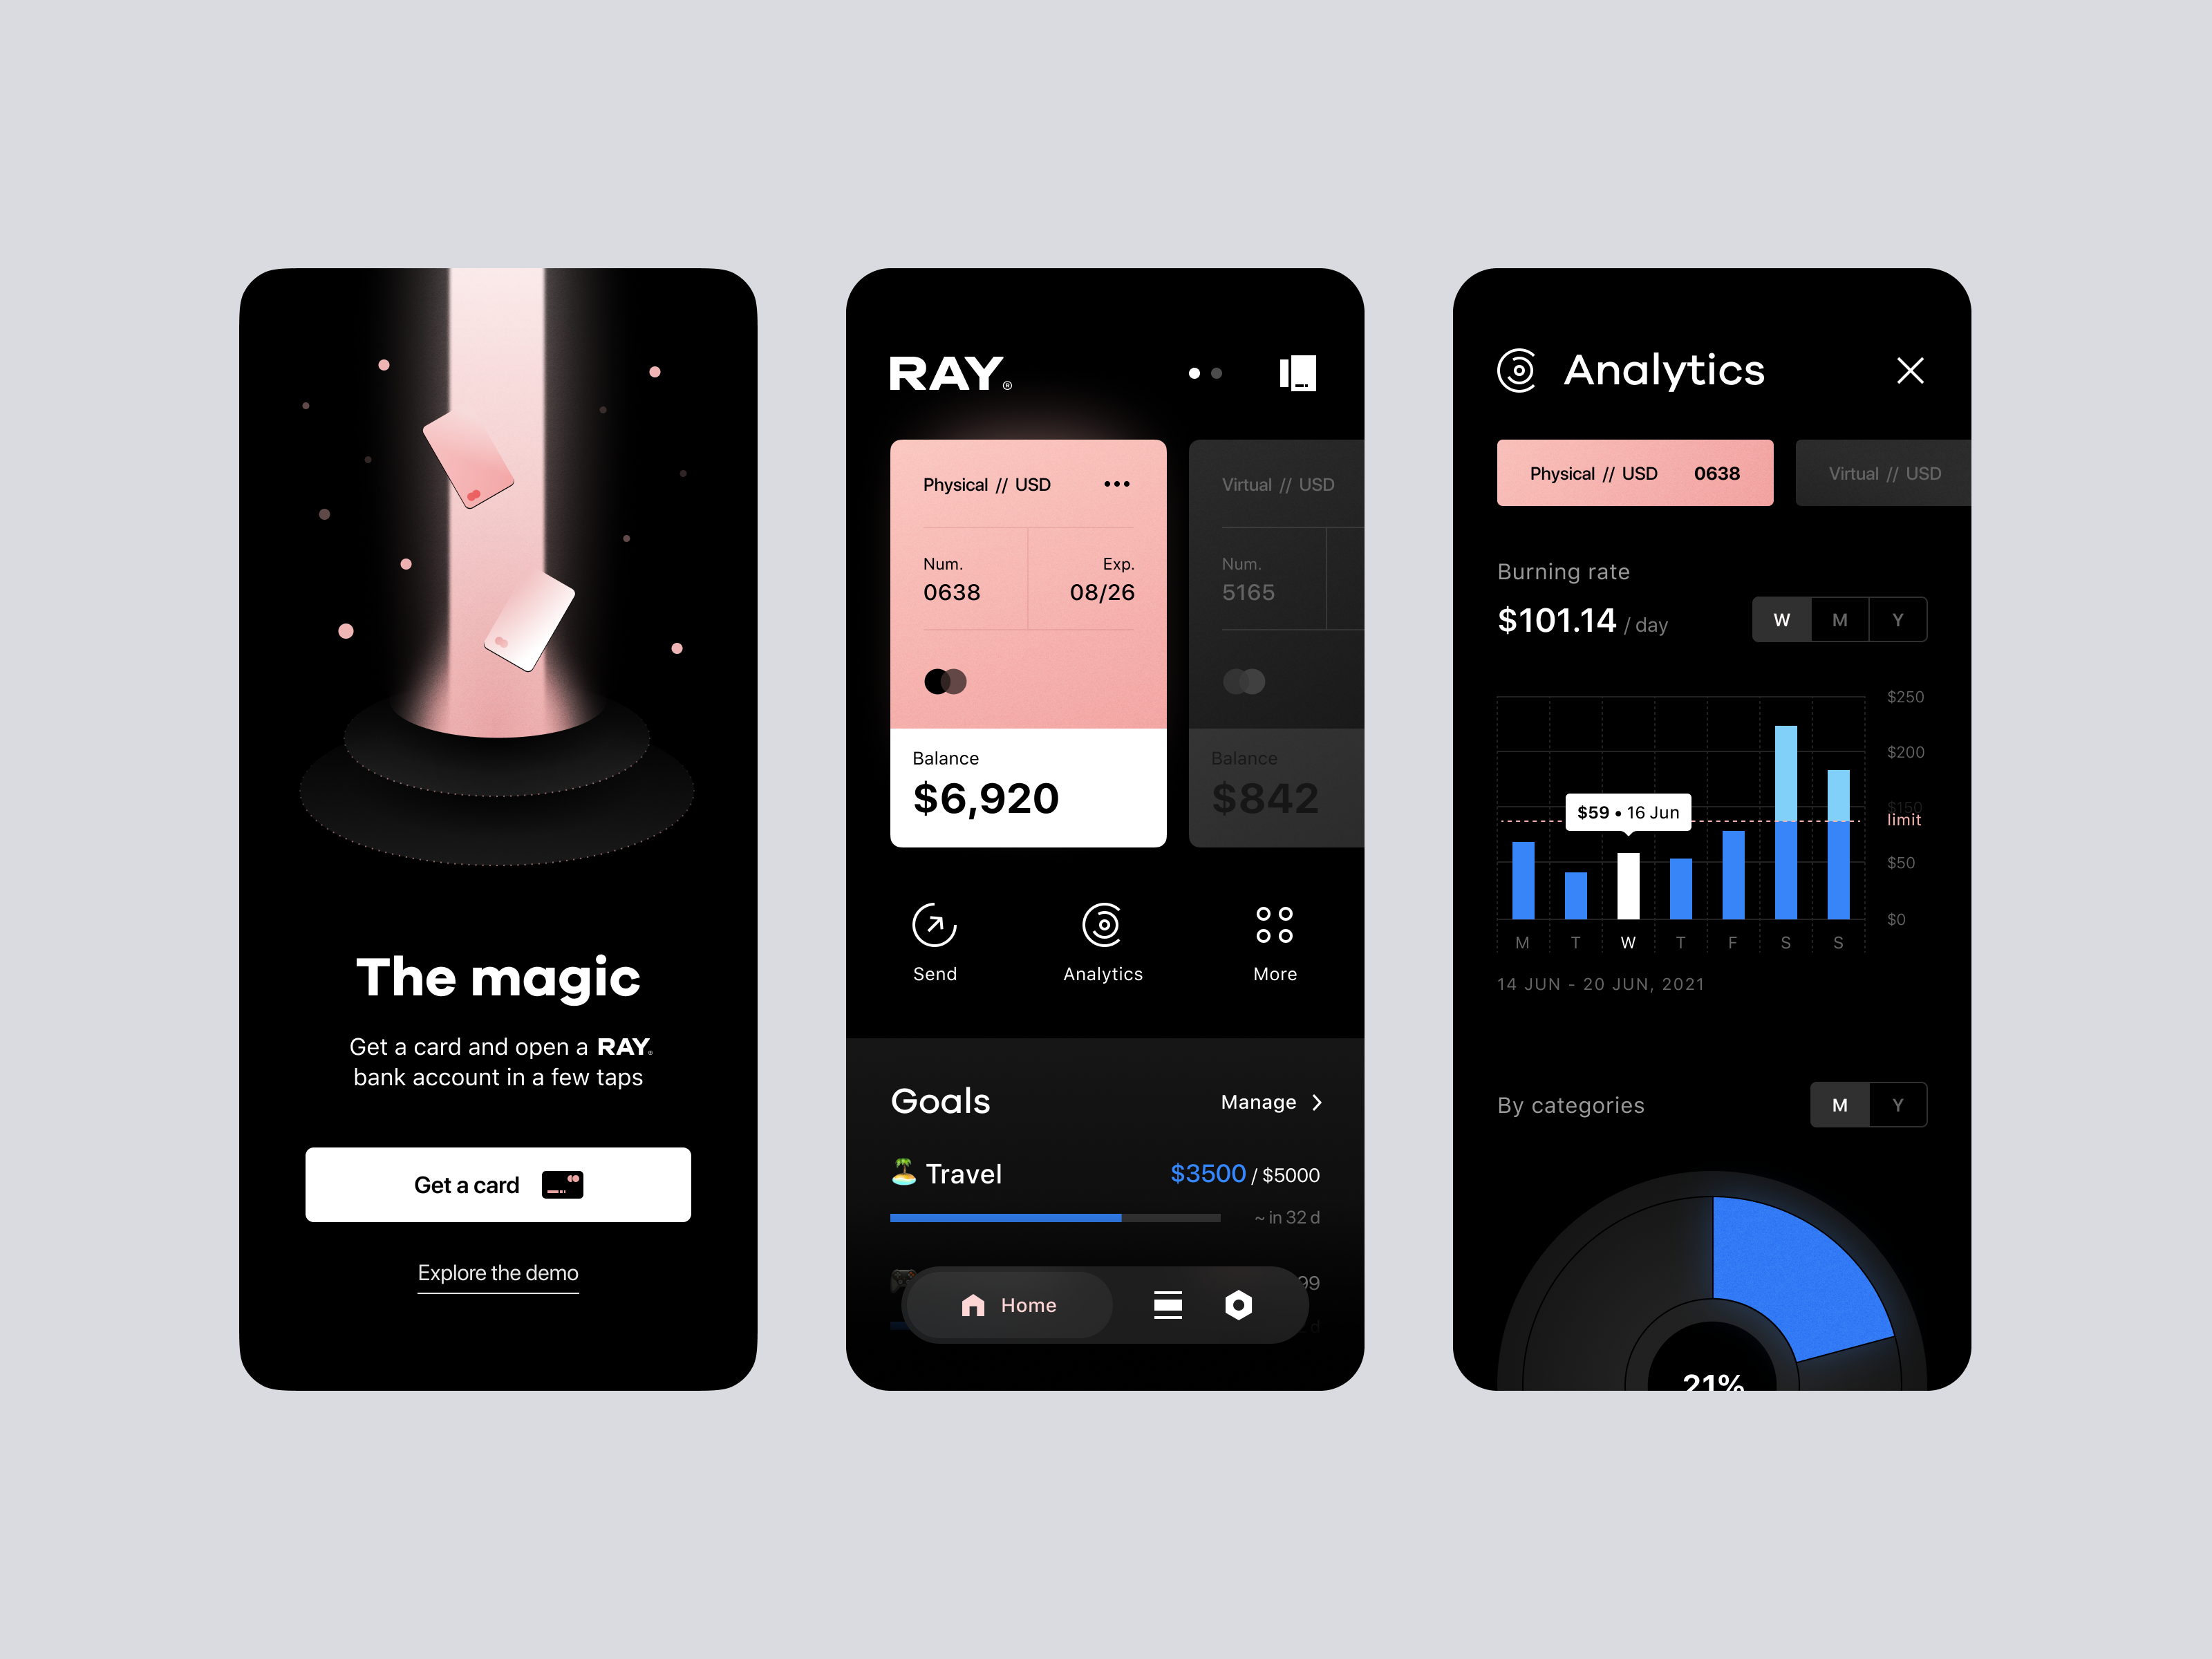 The magic
Get a card and open a RAY®
bank account in a few taps
Get a card
Explore the demo
RAY®
Physical // USD
Num.
Exp.
0638
08/26
Balance
$6,920
Virtual // USD
Num.
5165
Balance
$842
Send
Analytics
More
Goals
Manage
Travel
$3500 / $5000
~ in 32 d
99
d
Home
Analytics
Physical // USD 0638
Virtual // USD
Burning rate
$101.14 / day
W M Y
$250
$200
$150
limit
$50
$0
$59 • 16 Jun
M T W T F S S
14 JUN - 20 JUN, 2021
By categories
M Y
21%